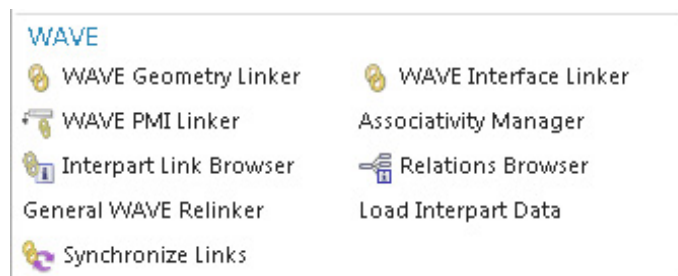 WAVE
WAVE Geometry Linker
WAVE Interface Linker
WAVE PMI Linker
Associativity Manager
Interpart Link Browser
Relations Browser
General WAVE Relinker
Load Interpart Data
Synchronize Links